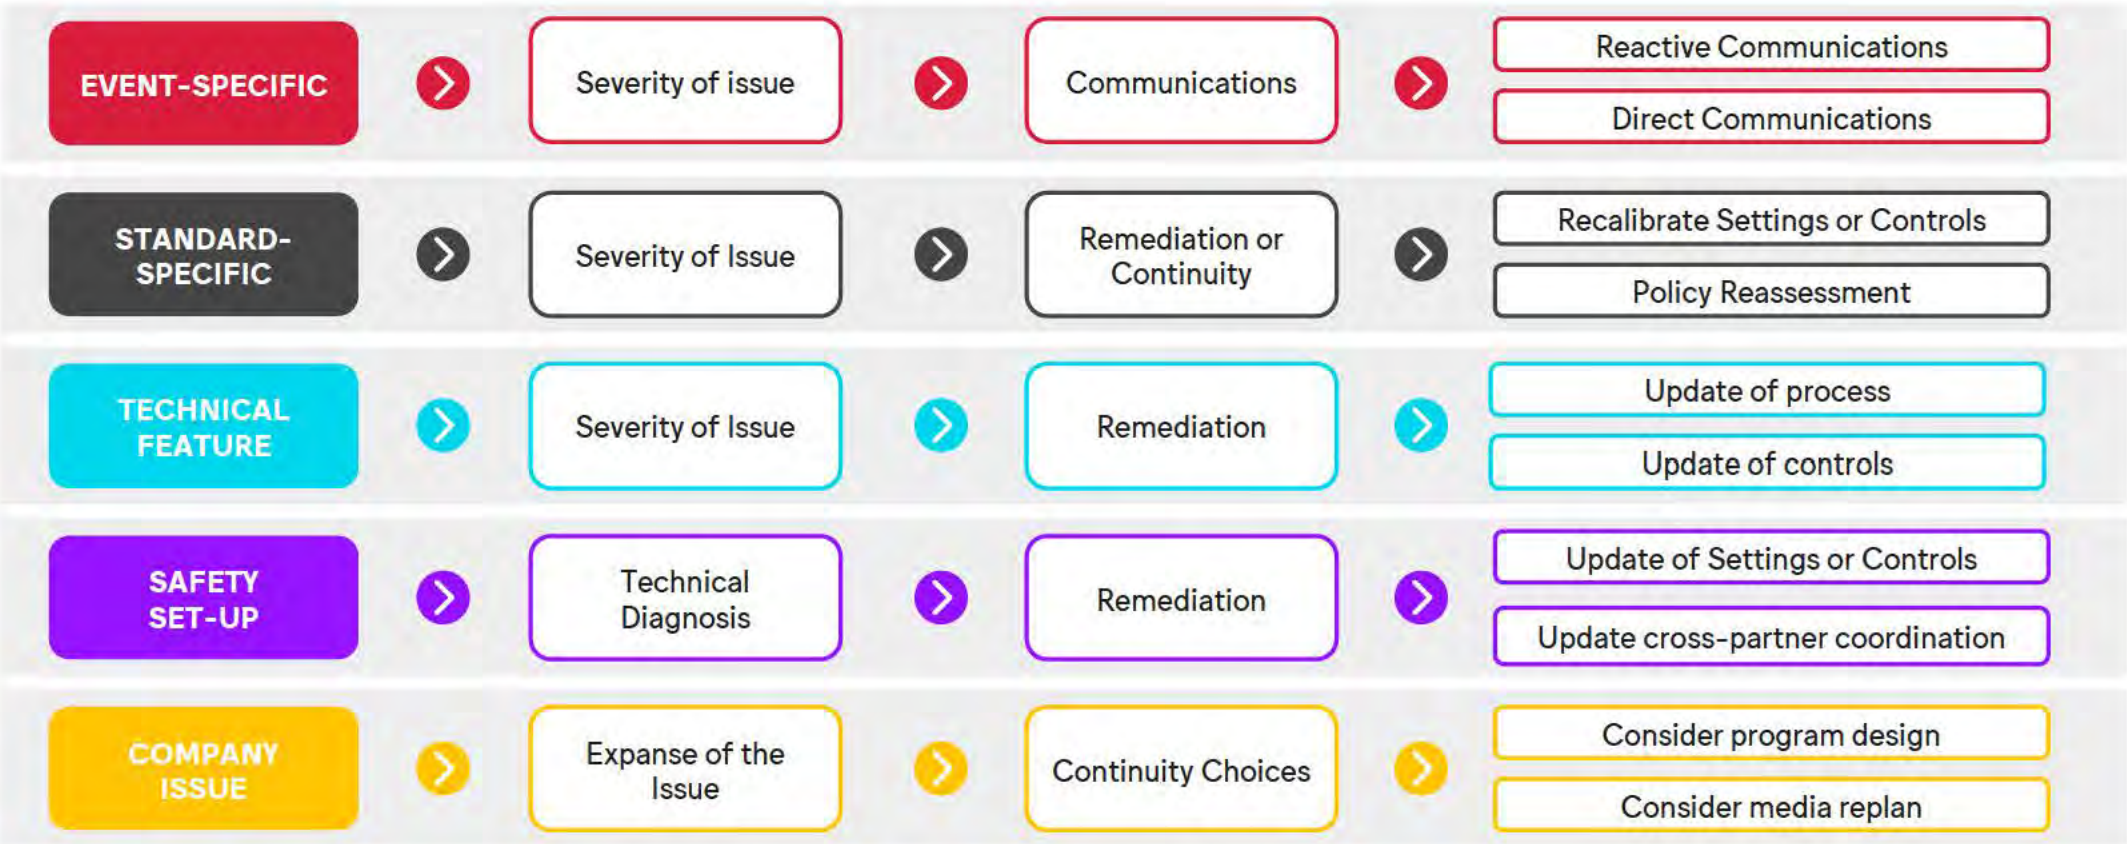 EVENT-SPECIFIC
Severity of issue
Communications
Reactive Communications
Direct Communications
STANDARD-
SPECIFIC
Severity of Issue
Remediation or
Continuity
Recalibrate Settings or Controls
Policy Reassessment
TECHNICAL
FEATURE
Severity of Issue
Remediation
Update of process
Update of controls
SAFETY
SET-UP
Technical
Diagnosis
Remediation
Update of Settings or Controls
Update cross-partner coordination
COMPANY
ISSUE
Expanse of the
Issue
Continuity Choices
Consider program design
Consider media replan